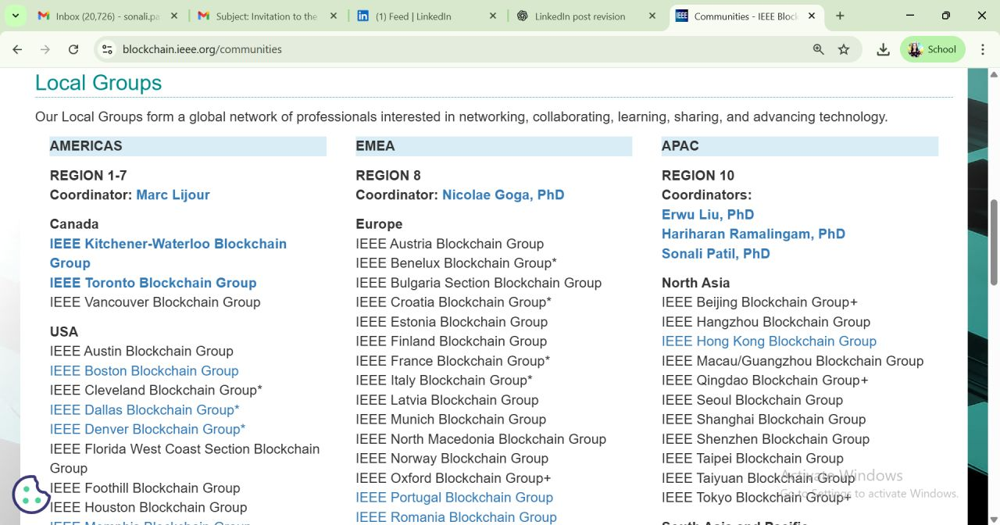 Inbox (20,726) - sonali.pa
Subject: Invitation to the
(1) Feed | LinkedIn
LinkedIn post revision
IEEE
Communities - IEEE Bloc
blockchain.ieee.org/communities
School
Local Groups
Our Local Groups form a global network of professionals interested in networking, collaborating, learning, sharing, and advancing technology.
AMERICAS
REGION 1-7
Coordinator: Marc Lijour
Canada
IEEE Kitchener-Waterloo Blockchain
Group
IEEE Toronto Blockchain Group
IEEE Vancouver Blockchain Group
USA
IEEE Austin Blockchain Group
IEEE Boston Blockchain Group
IEEE Cleveland Blockchain Group*
IEEE Dallas Blockchain Group*
IEEE Denver Blockchain Group*
IEEE Florida West Coast Section Blockchain
Group
IEEE Foothill Blockchain Group
IEEE Houston Blockchain Group
IEEE Memphis Blockchain Group
EMEA
REGION 8
Coordinator: Nicolae Goga, PhD
Europe
IEEE Austria Blockchain Group
IEEE Benelux Blockchain Group*
IEEE Bulgaria Section Blockchain Group
IEEE Croatia Blockchain Group*
IEEE Estonia Blockchain Group
IEEE Finland Blockchain Group
IEEE France Blockchain Group*
IEEE Italy Blockchain Group*
IEEE Latvia Blockchain Group
IEEE Munich Blockchain Group
IEEE North Macedonia Blockchain Group
IEEE Norway Blockchain Group
IEEE Oxford Blockchain Group+
IEEE Portugal Blockchain Group
IEEE Romania Blockchain Group
APAC
REGION 10
Coordinators:
Erwu Liu, PhD
Hariharan Ramalingam, PhD
Sonali Patil, PhD
North Asia
IEEE Beijing Blockchain Group+
IEEE Hangzhou Blockchain Group
IEEE Hong Kong Blockchain Group
IEEE Macau/Guangzhou Blockchain Group
IEEE Qingdao Blockchain Group+
IEEE Seoul Blockchain Group
IEEE Shanghai Blockchain Group
IEEE Shenzhen Blockchain Group
IEEE Taipei Blockchain Group
IEEE Taiyuan Blockchain Group
IEEE Tokyo Blockchain Group+
South Asia and Pacific
Activate Windows
Go to Settings to activate Windows.